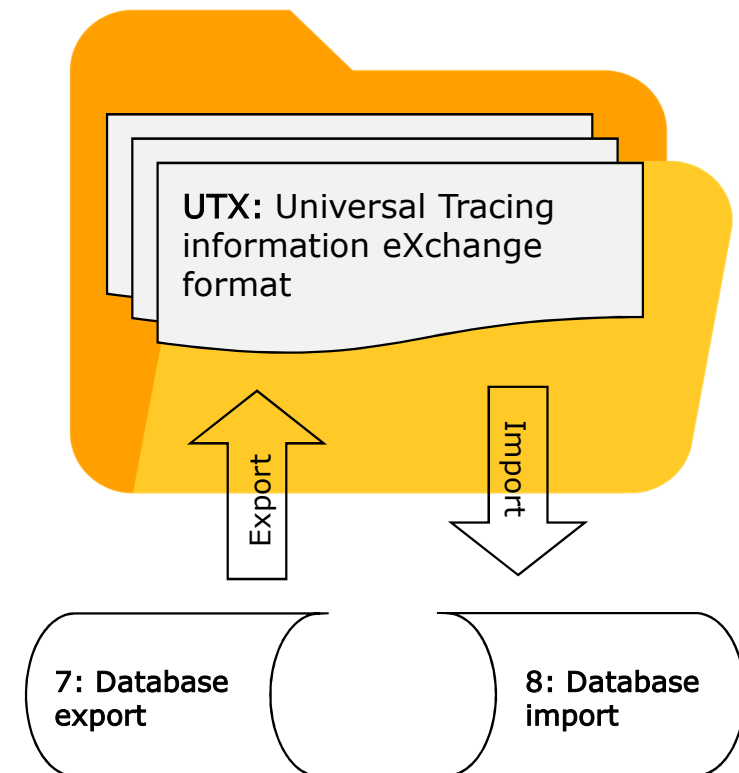 UTX: Universal Tracing
information eXchange
format
Export
Import
7: Database
export
8: Database
import